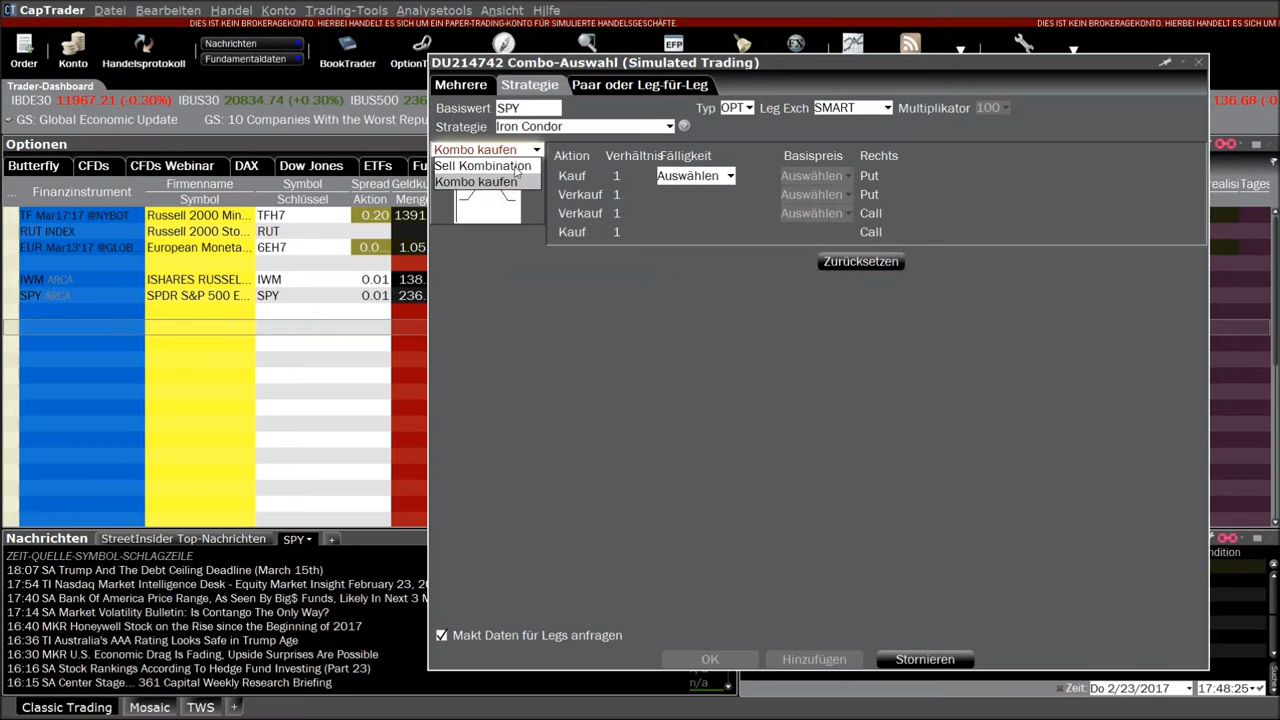 CapTrader Datei Bearbeiten Handel Konto Trading-Tools Analysetools Ansicht Hilfe
DIES IST KEIN BROKERAGEKONTO. HIERBEI HANDELT ES SICH UM EIN PAPER-TRADING-KONTO FÜR SIMULIERTE HANDELSGESCHÄFTE. DIES IST KEIN BROKERAGEKONTO. HIERBEI HANDELT ES SICH UM
Nachrichten
Fundamentaldaten
EFP
FX
Order Konto Handelsprotokoll BookTrader OptionT
DU214742 Combo-Auswahl (Simulated Trading)
Mehrere Strategie Paar oder Leg-für-Leg
Trader-Dashboard
IBDE30 11967.21 (-0.30%) IBUS30 20834.74 (+0.30%) IBUS500 236 136.68 (-0.
GS: Global Economic Update GS: 10 Companies With the Worst Repu
Basiswert SPY Typ OPT Leg Exch SMART Multiplikator 100
Strategie Iron Condor
Optionen
Butterfly CFDs CFDs Webinar DAX Dow Jones ETFs Fu
Kombo kaufen
Sell Kombination
Kombo kaufen
Aktion Verhältnis Fälligkeit Basispreis Rechts
Kauf 1 Auswählen Auswählen Put
Verkauf 1 Auswählen Put
Verkauf 1 Auswählen Call
Kauf 1 Call
Zurücksetzen
Finanzinstrument Firmenname Symbol Spread Geldku
Symbol Schlüssel Aktion Menge
realisi Tages
TF Mar17'17 @NYBOT Russell 2000 Min... TFH7 0.20 1391
RUT INDEX Russell 2000 Sto... RUT
EUR Mar13'17 @GLOB European Moneta... 6EH7 0.0... 1.05
IWM ARCA ISHARES RUSSEL... IWM 0.01 138.
SPY ARCA SPDR S&P 500 E... SPY 0.01 236.
Nachrichten StreetInsider Top-Nachrichten SPY +
ndition
ZEIT-QUELLE-SYMBOL-SCHLAGZEILE
18:07 SA Trump And The Debt Ceiling Deadline (March 15th)
17:54 TI Nasdaq Market Intelligence Desk - Equity Market Insight February 23, 20
17:40 SA Bank Of America Price Range, As Seen By Big$ Funds, Likely In Next 3 M
17:14 SA Market Volatility Bulletin: Is Contango The Only Way?
16:40 MKR Honeywell Stock on the Rise since the Beginning of 2017
16:36 TI Australia's AAA Rating Looks Safe in Trump Age
16:30 MKR U.S. Economic Drag Is Fading, Upside Surprises Are Possible
16:16 SA Stock Rankings According To Hedge Fund Investing (Part 23)
16:15 SA Center Stage... 361 Capital Weekly Research Briefing
Makt Daten für Legs anfragen
OK Hinzufügen Stornieren
n/a
Suche
Zeit: Do 2/23/2017 17:48:25
Classic Trading Mosaic TWS +